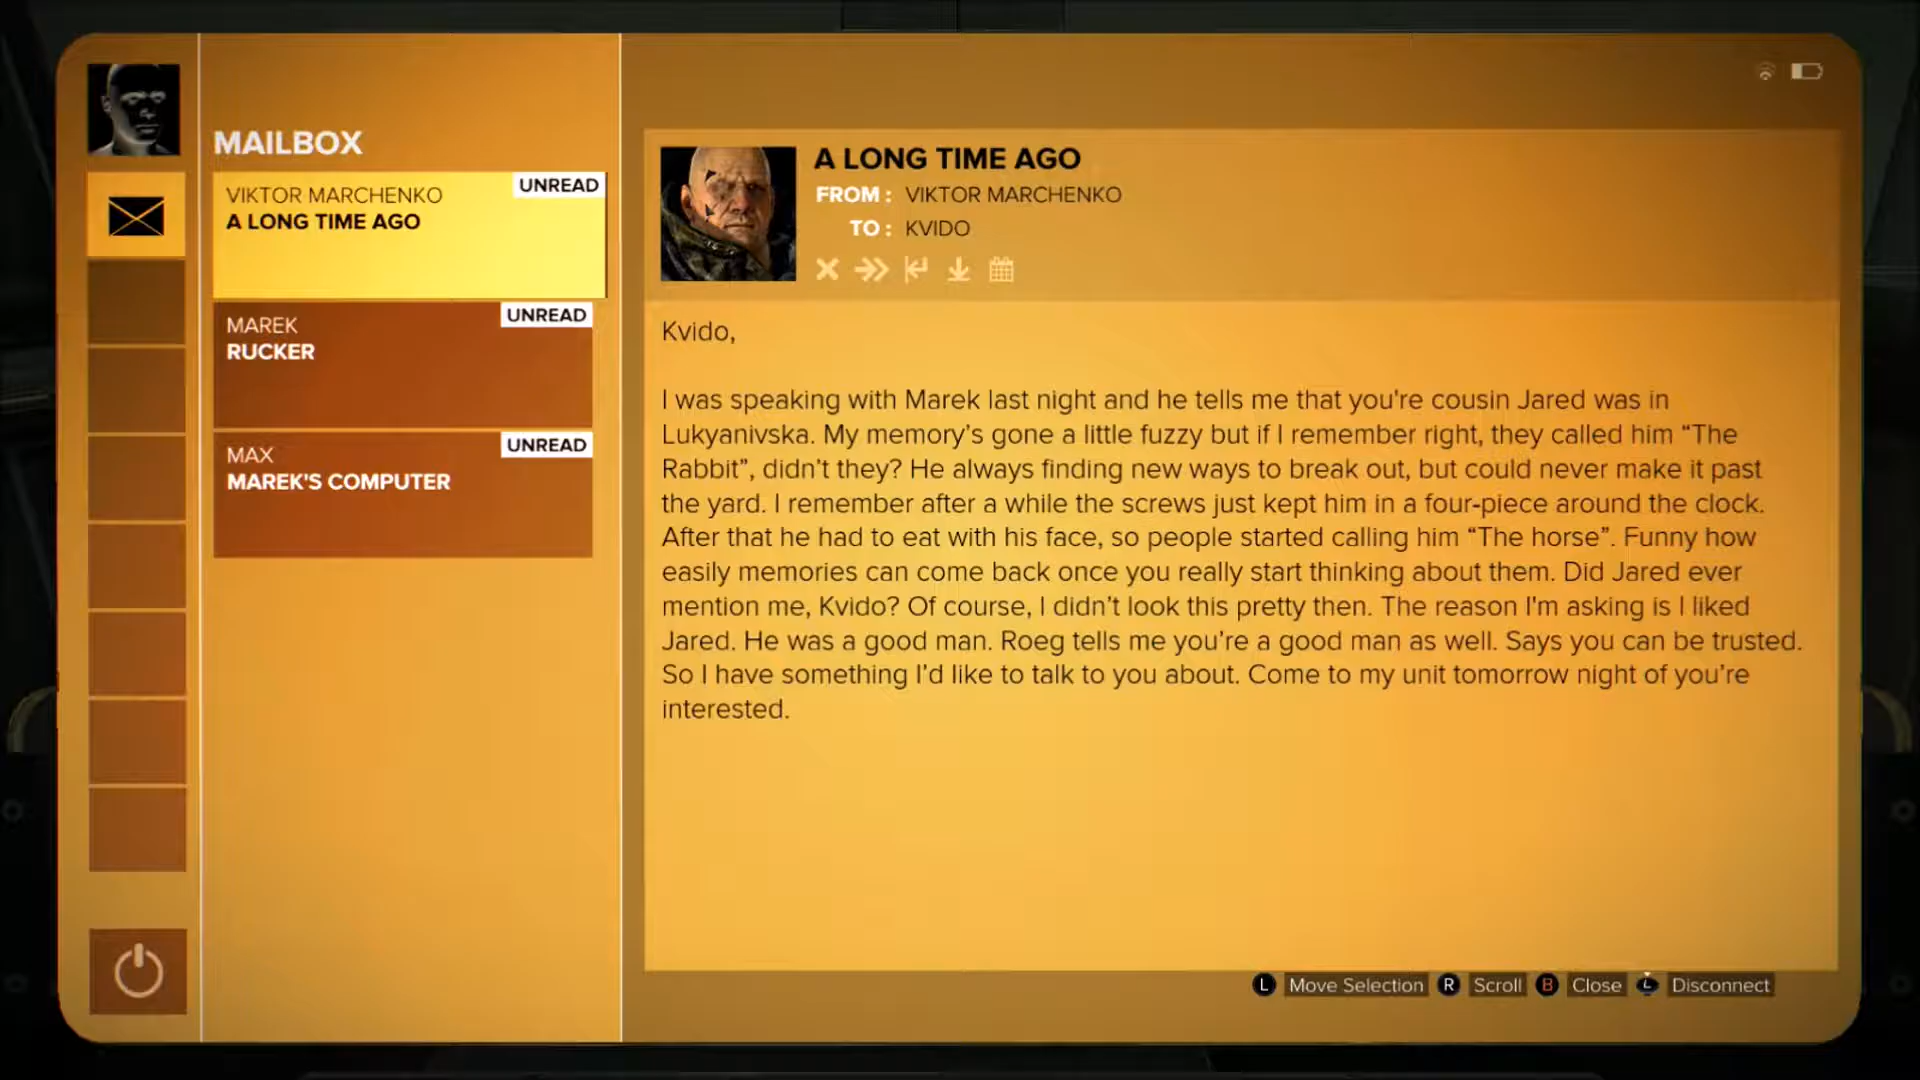 MAILBOX
VIKTOR MARCHENKO
UNREAD
A LONG TIME AGO
MAREK
UNREAD
RUCKER
MAX
UNREAD
MAREK'S COMPUTER
A LONG TIME AGO
FROM : VIKTOR MARCHENKO
TO : KVIDO
Kvido,
I was speaking with Marek last night and he tells me that you're cousin Jared was in
Lukyanivska. My memory’s gone a little fuzzy but if I remember right, they called him “The
Rabbit”, didn’t they? He always finding new ways to break out, but could never make it past
the yard. I remember after a while the screws just kept him in a four-piece around the clock.
After that he had to eat with his face, so people started calling him “The horse”. Funny how
easily memories can come back once you really start thinking about them. Did Jared ever
mention me, Kvido? Of course, I didn’t look this pretty then. The reason I'm asking is I liked
Jared. He was a good man. Roeg tells me you’re a good man as well. Says you can be trusted.
So I have something I’d like to talk to you about. Come to my unit tomorrow night of you’re
interested.
L Move Selection R Scroll B Close L Disconnect